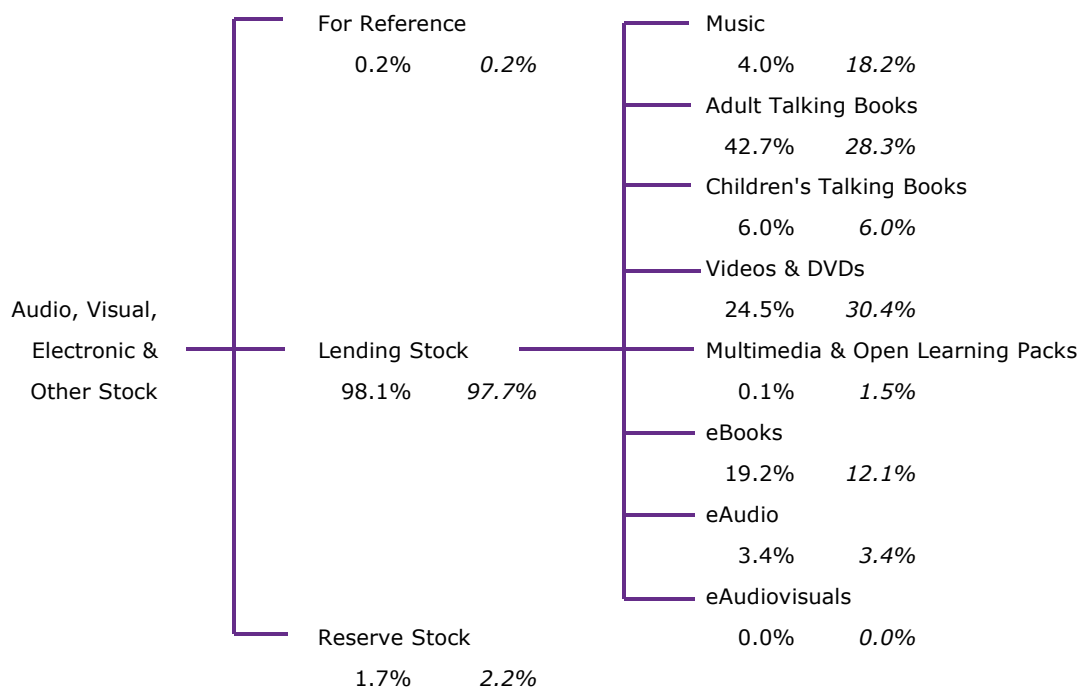 Audio, Visual,
Electronic &
Other Stock
For Reference
0.2% 0.2%
Lending Stock
98.1% 97.7%
Reserve Stock
1.7% 2.2%
Music
4.0% 18.2%
Adult Talking Books
42.7% 28.3%
Children's Talking Books
6.0% 6.0%
Videos & DVDs
24.5% 30.4%
Multimedia & Open Learning Packs
0.1% 1.5%
eBooks
19.2% 12.1%
eAudio
3.4% 3.4%
eAudiovisuals
0.0% 0.0%